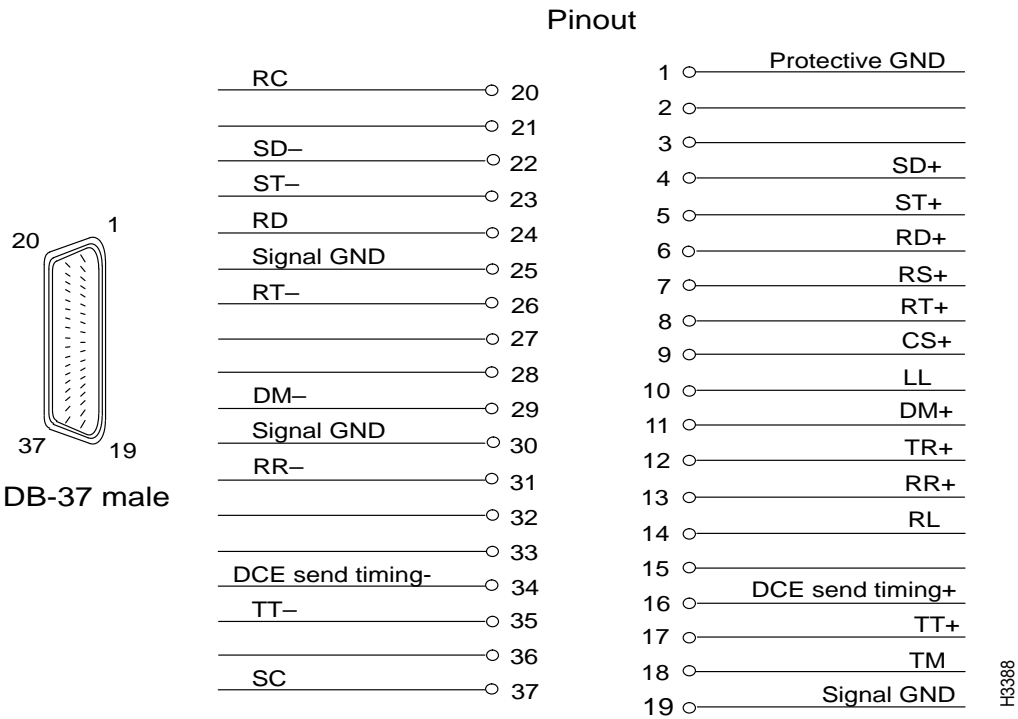 Pinout
20
1
37
19
DB-37 male
RC 20
21
SD– 22
ST– 23
RD 24
Signal GND 25
RT– 26
27
28
DM– 29
Signal GND 30
RR– 31
32
33
DCE send timing- 34
TT– 35
36
SC 37
1 Protective GND
2
3
4 SD+
5 ST+
6 RD+
7 RS+
8 RT+
9 CS+
10 LL
11 DM+
12 TR+
13 RR+
14 RL
15
16 DCE send timing+
17 TT+
18 TM
19 Signal GND
H3388